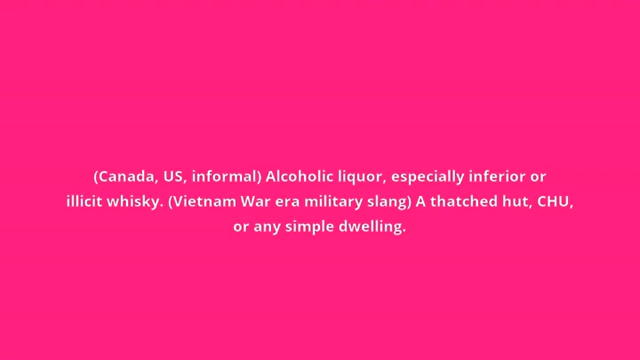 (Canada, US, informal) Alcoholic liquor, especially inferior or
illicit whisky. (Vietnam War era military slang) A thatched hut, CHU,
or any simple dwelling.